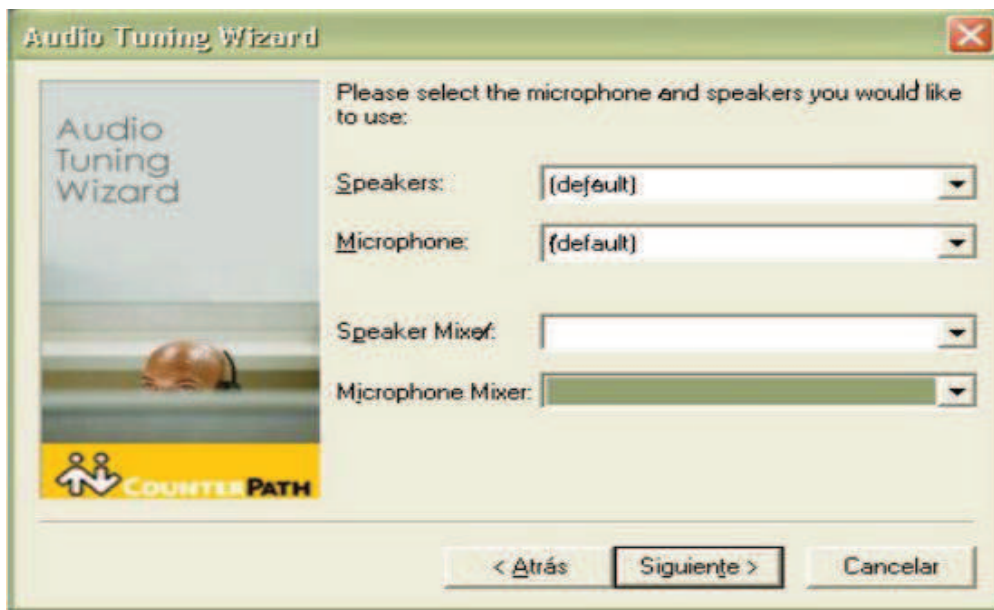 Audio Tuning Wizard
Audio
Tuning
Wizard
COUNTERPATH
Please select the microphone and speakers you would like
to use:
Speakers: (default)
Microphone: (default)
Speaker Mixer:
Microphone Mixer:
< Atrás Siguiente > Cancelar